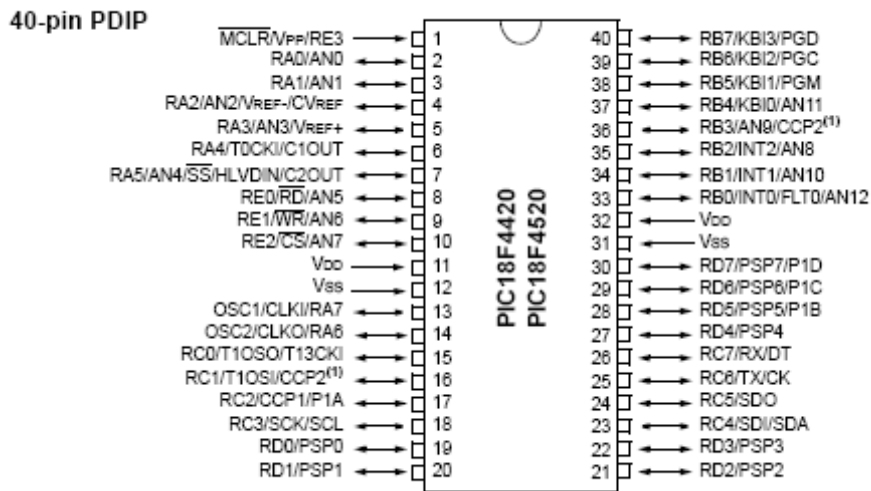 40-pin PDIP
MCLR/VPP/RE3 1
RA0/AN0 2
RA1/AN1 3
RA2/AN2/VREF-/CVREF 4
RA3/AN3/VREF+ 5
RA4/T0CKI/C1OUT 6
RA5/AN4/SS/HLVDIN/C2OUT 7
RE0/RD/AN5 8
RE1/WR/AN6 9
RE2/CS/AN7 10
VDD 11
VSS 12
OSC1/CLKI/RA7 13
OSC2/CLKO/RA6 14
RC0/T1OSO/T13CKI 15
RC1/T1OSI/CCP2(1) 16
RC2/CCP1/P1A 17
RC3/SCK/SCL 18
RD0/PSP0 19
RD1/PSP1 20
PIC18F4420
PIC18F4520
40 RB7/KBI3/PGD
39 RB6/KBI2/PGC
38 RB5/KBI1/PGM
37 RB4/KBI0/AN11
36 RB3/AN9/CCP2(1)
35 RB2/INT2/AN8
34 RB1/INT1/AN10
33 RB0/INT0/FLT0/AN12
32 VDD
31 VSS
30 RD7/PSP7/P1D
29 RD6/PSP6/P1C
28 RD5/PSP5/P1B
27 RD4/PSP4
26 RC7/RX/DT
25 RC6/TX/CK
24 RC5/SDO
23 RC4/SDI/SDA
22 RD3/PSP3
21 RD2/PSP2